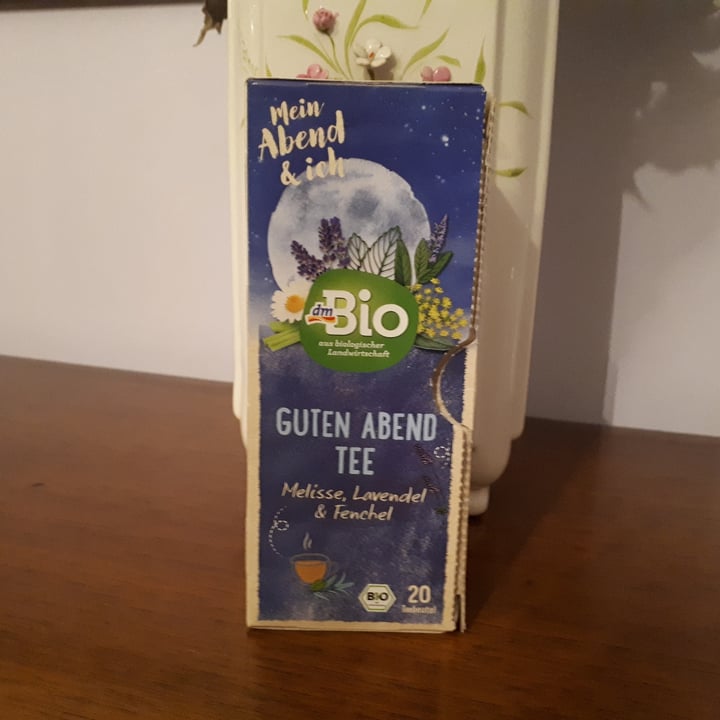 Mein
Abend
& ich
dm
Bio
aus biologischer
Landwirtschaft
GUTEN ABEND
TEE
Melisse, Lavendel
& Fenchel
BIO
20
Teebeutel